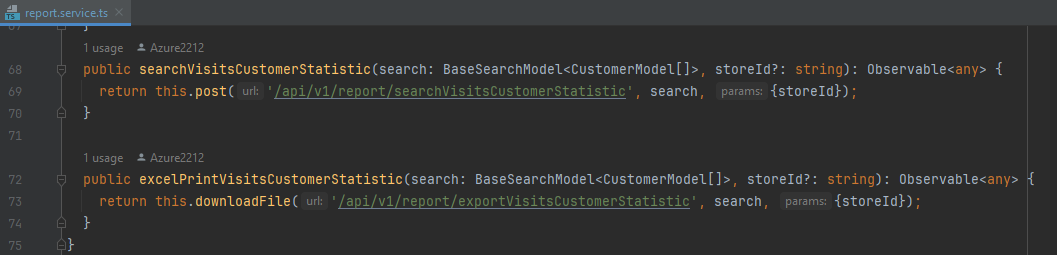 report.service.ts
67 }
1 usage Azure2212
68 public searchVisitsCustomerStatistic(search: BaseSearchModel<CustomerModel[]>, storeId?: string): Observable<any> {
69 return this.post( url: '/api/v1/report/searchVisitsCustomerStatistic', search, params: {storeId});
70 }
71
1 usage Azure2212
72 public excelPrintVisitsCustomerStatistic(search: BaseSearchModel<CustomerModel[]>, storeId?: string): Observable<any> {
73 return this.downloadFile( url: '/api/v1/report/exportVisitsCustomerStatistic', search, params: {storeId});
74 }
75 }